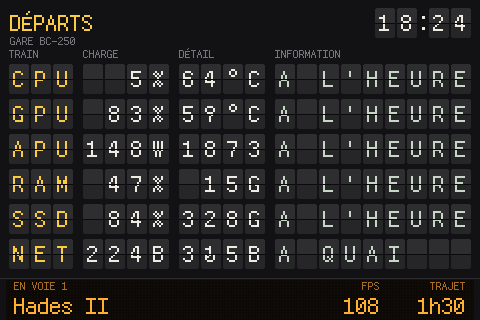 DÉPARTS 18:24
GARE BC-250
TRAIN CHARGE DÉTAIL INFORMATION
CPU 5% 64°C A L'HEURE
GPU 83% 59°C A L'HEURE
APU 148W 1873 A L'HEURE
RAM 47% 15G A L'HEURE
SSD 84% 328G A L'HEURE
NET 224B 315B A QUAI
EN VOIE 1 FPS TRAJET
Hades II 108 1h30